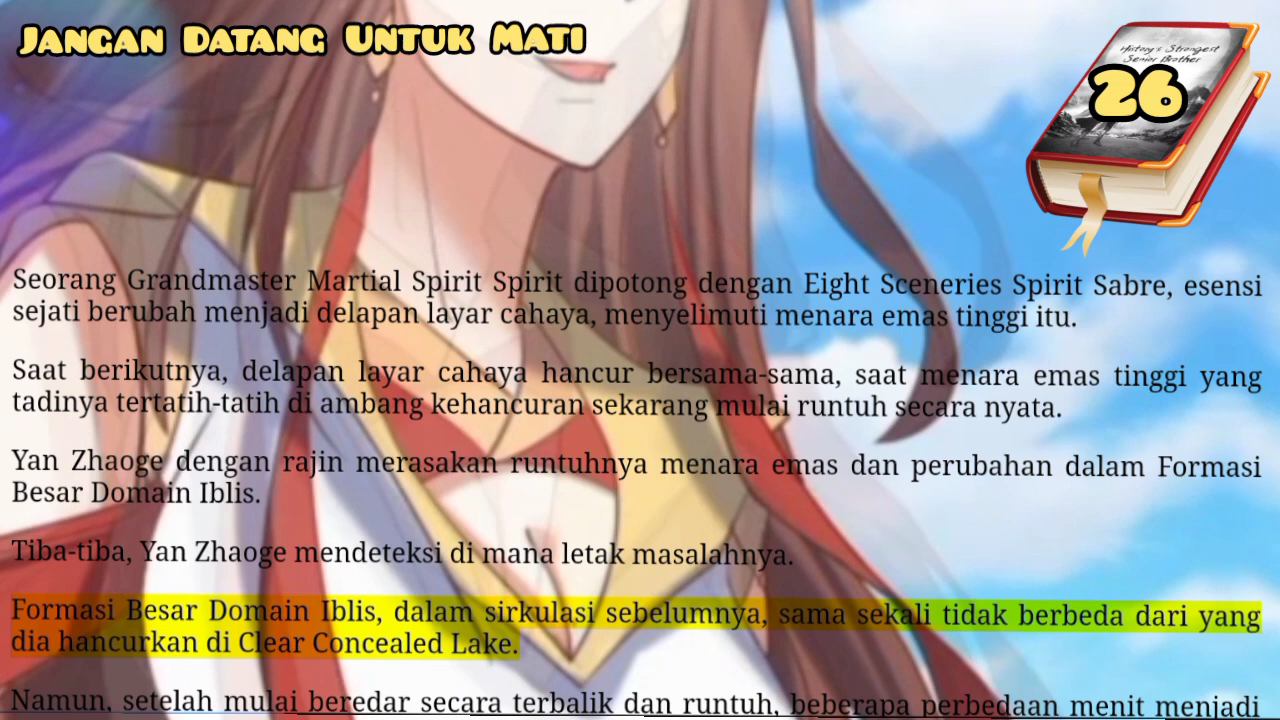 Jangan Datang Untuk Mati
History's Strongest
Senior Brother
26
Seorang Grandmaster Martial Spirit Spirit dipotong dengan Eight Sceneries Spirit Sabre, esensi
sejati berubah menjadi delapan layar cahaya, menyelimuti menara emas tinggi itu.
Saat berikutnya, delapan layar cahaya hancur bersama-sama, saat menara emas tinggi yang
tadinya tertatih-tatih di ambang kehancuran sekarang mulai runtuh secara nyata.
Yan Zhaoge dengan rajin merasakan runtuhnya menara emas dan perubahan dalam Formasi
Besar Domain Iblis.
Tiba-tiba, Yan Zhaoge mendeteksi di mana letak masalahnya.
Formasi Besar Domain Iblis, dalam sirkulasi sebelumnya, sama sekali tidak berbeda dari yang
dia hancurkan di Clear Concealed Lake.
Namun, setelah mulai beredar secara terbalik dan runtuh, beberapa perbedaan menit menjadi